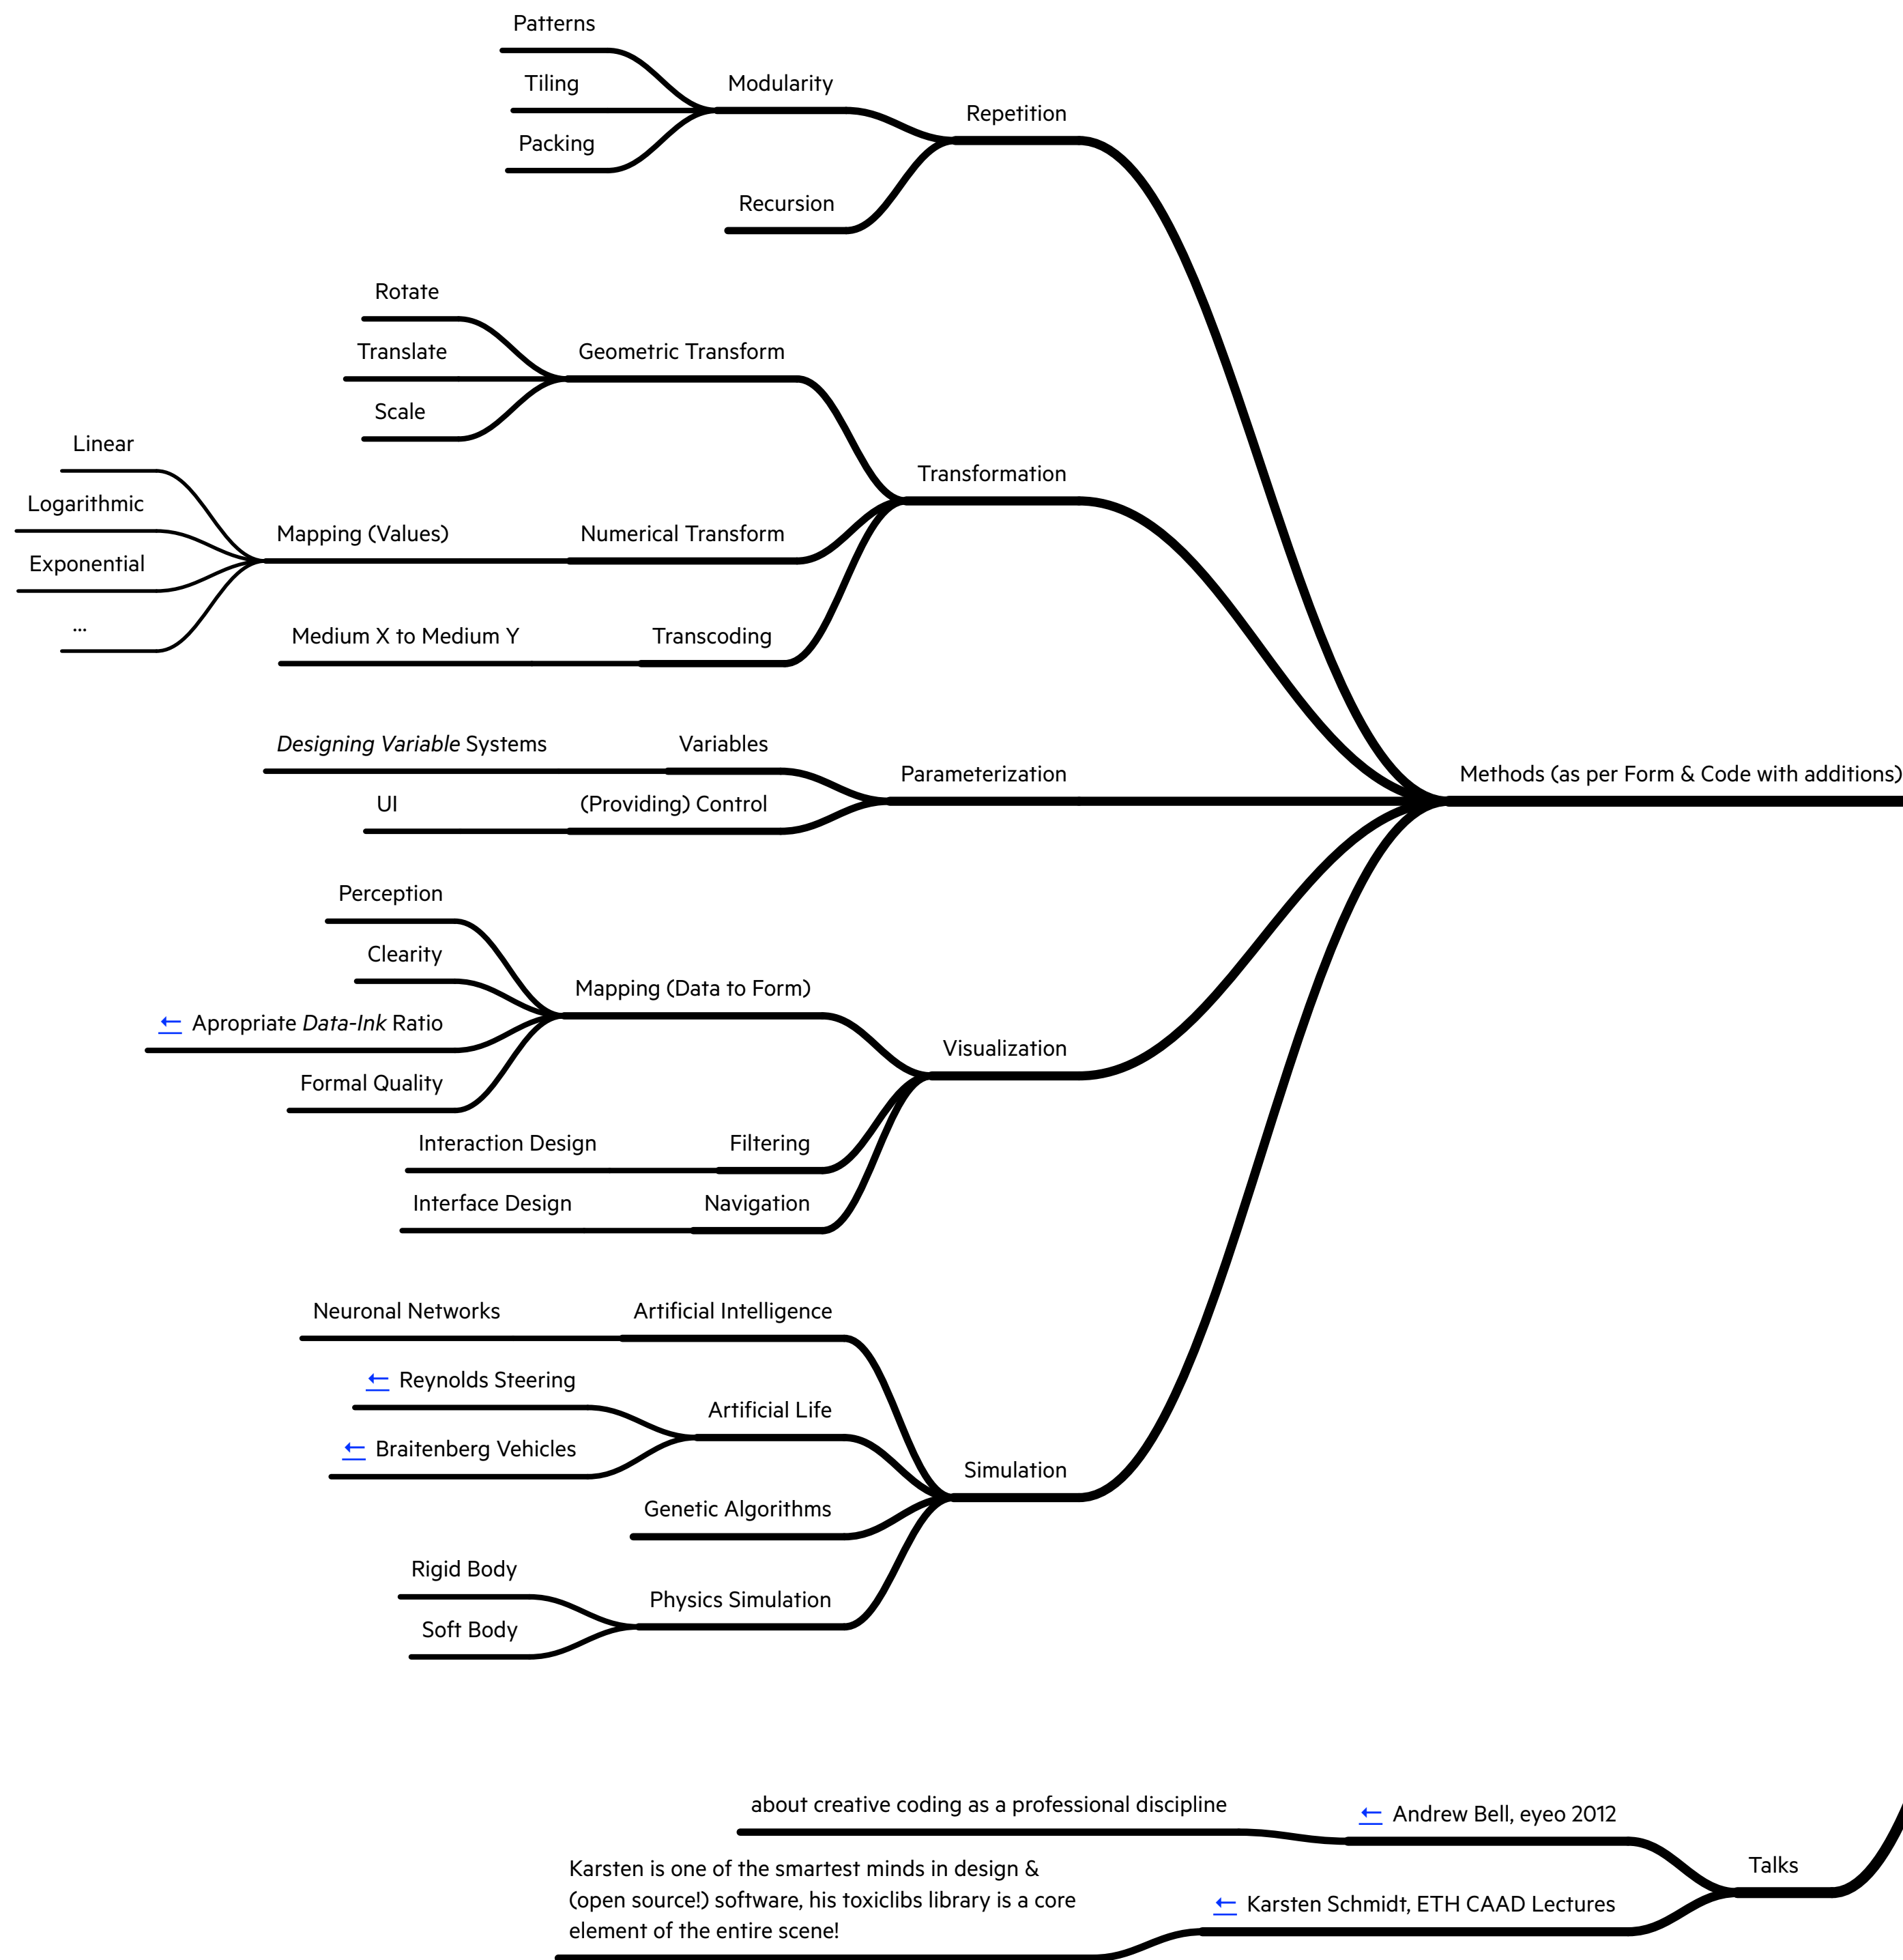 Patterns
Tiling
Packing
Modularity
Recursion
Repetition
Rotate
Translate
Scale
Geometric Transform
Linear
Logarithmic
Exponential
...
Mapping (Values)
Numerical Transform
Medium X to Medium Y
Transcoding
Transformation
Designing Variable Systems
Variables
UI
(Providing) Control
Parameterization
Methods (as per Form & Code with additions)
Perception
Clearity
← Apropriate Data-Ink Ratio
Formal Quality
Mapping (Data to Form)
Interaction Design
Filtering
Interface Design
Navigation
Visualization
Neuronal Networks
Artificial Intelligence
← Reynolds Steering
← Braitenberg Vehicles
Artificial Life
Genetic Algorithms
Rigid Body
Soft Body
Physics Simulation
Simulation
about creative coding as a professional discipline
← Andrew Bell, eyeo 2012
Karsten is one of the smartest minds in design &
(open source!) software, his toxiclibs library is a core
element of the entire scene!
← Karsten Schmidt, ETH CAAD Lectures
Talks